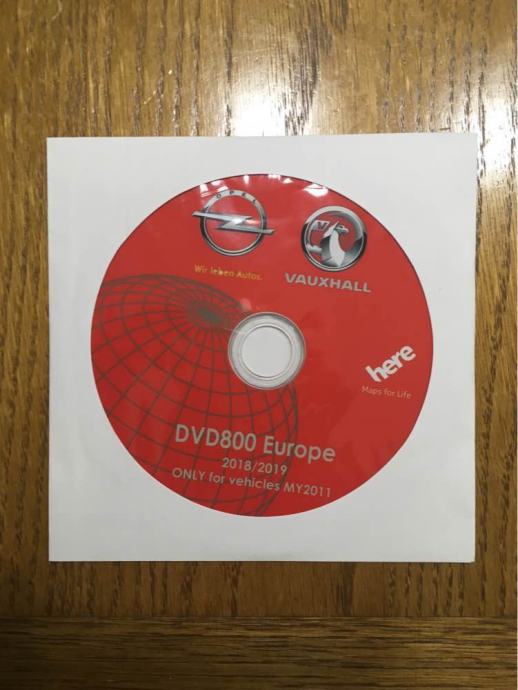 OPEL
Wir leben Autos.
V
VAUXHALL
here
Maps for Life
DVD800 Europe
2018/2019
ONLY for vehicles MY2011